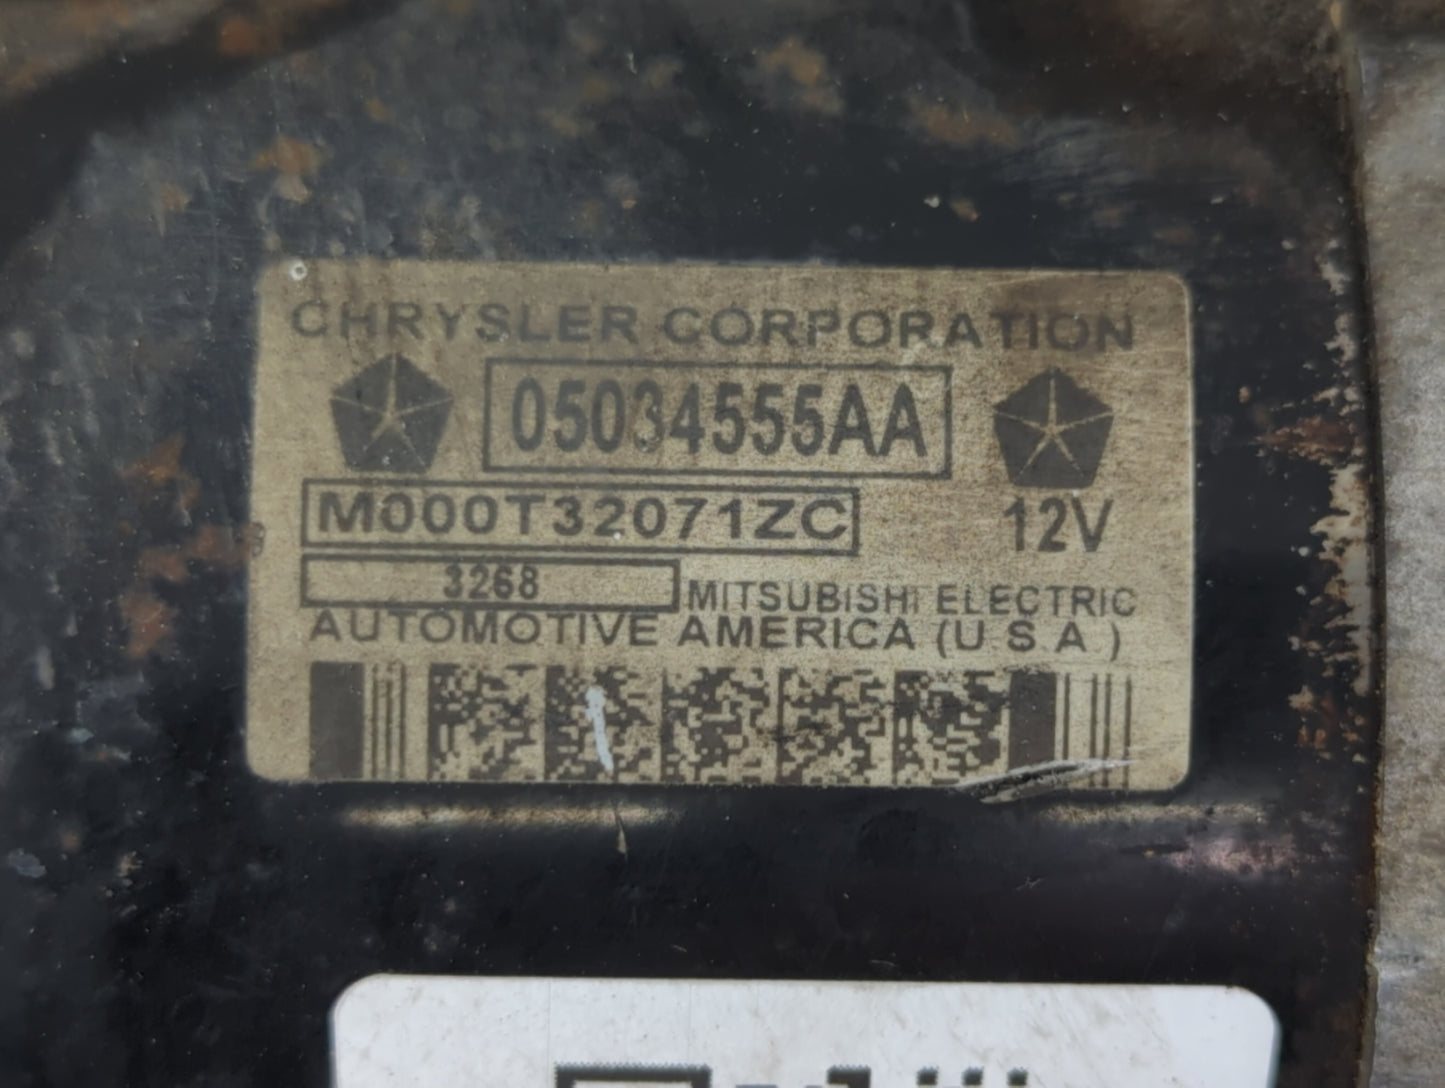 CHRYSLER CORPORATION
05034555AA
M000T32071ZC
12V
3268
MITSUBISHI ELECTRIC
AUTOMOTIVE AMERICA (U.S.A.)